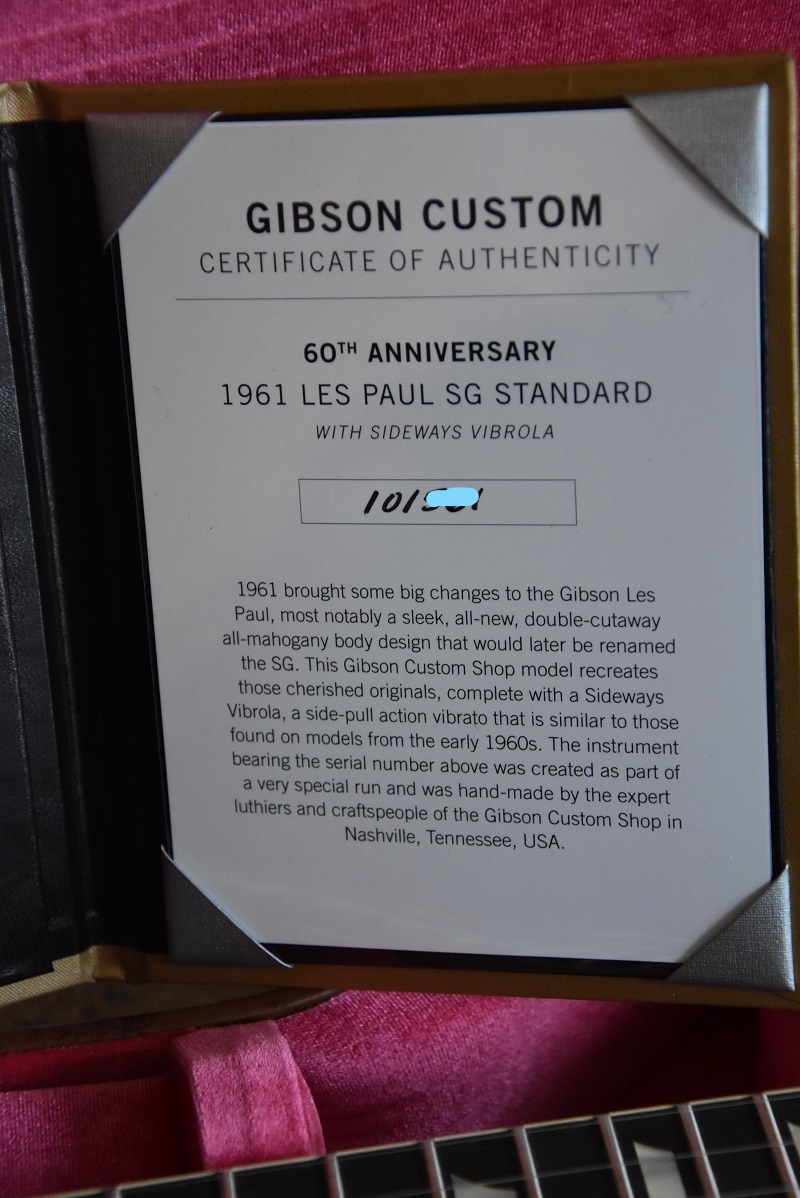 GIBSON CUSTOM
CERTIFICATE OF AUTHENTICITY
60TH ANNIVERSARY
1961 LES PAUL SG STANDARD
WITH SIDEWAYS VIBROLA
1961 brought some big changes to the Gibson Les
Paul, most notably a sleek, all-new, double-cutaway
all-mahogany body design that would later be renamed
the SG. This Gibson Custom Shop model recreates
those cherished originals, complete with a Sideways
Vibrola, a side-pull action vibrato that is similar to those
found on models from the early 1960s. The instrument
bearing the serial number above was created as part of
a very special run and was hand-made by the expert
luthiers and craftspeople of the Gibson Custom Shop in
Nashville, Tennessee, USA.